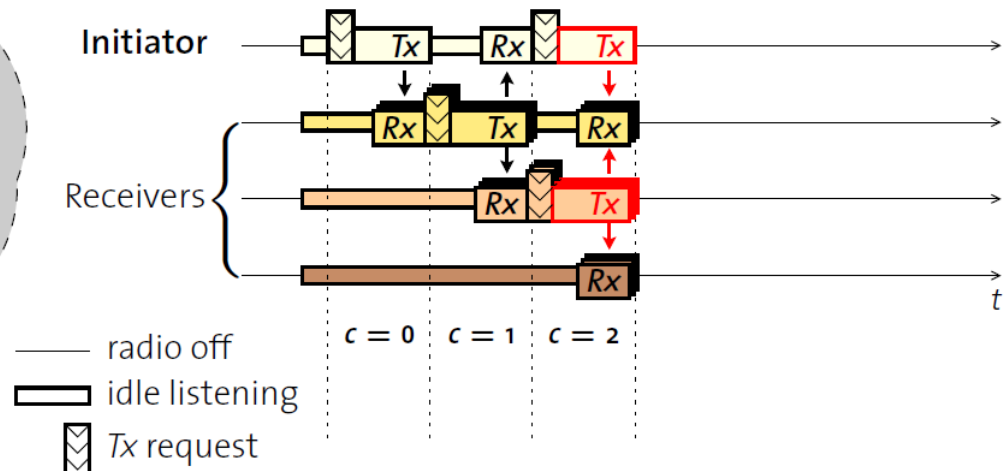 Initiator Tx Rx Tx
Rx Tx Rx
Receivers Rx Tx
Rx
t
c = 0 c = 1 c = 2
radio off
idle listening
Tx request